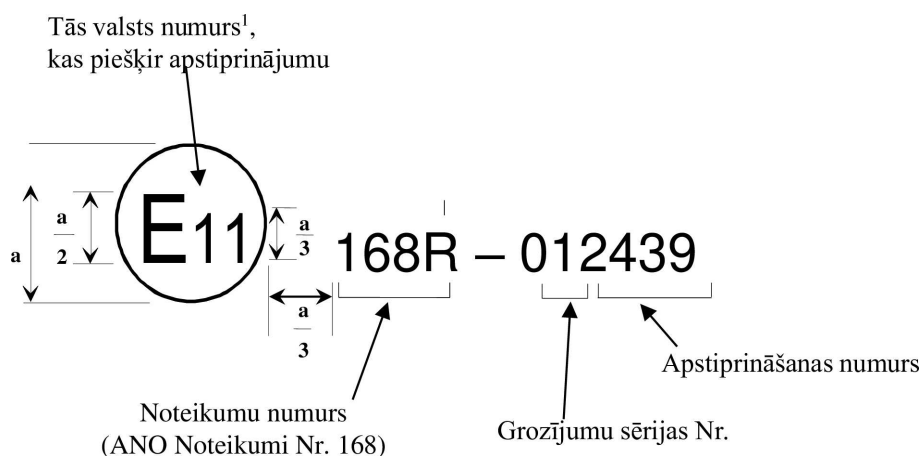 Tās valsts numurs1,
kas piešķir apstiprinājumu
a
a
2
E11
a
3
168R – 012439
a
3
Apstiprināšanas numurs
Noteikumu numurs
(ANO Noteikumi Nr. 168)
Grozījumu sērijas Nr.